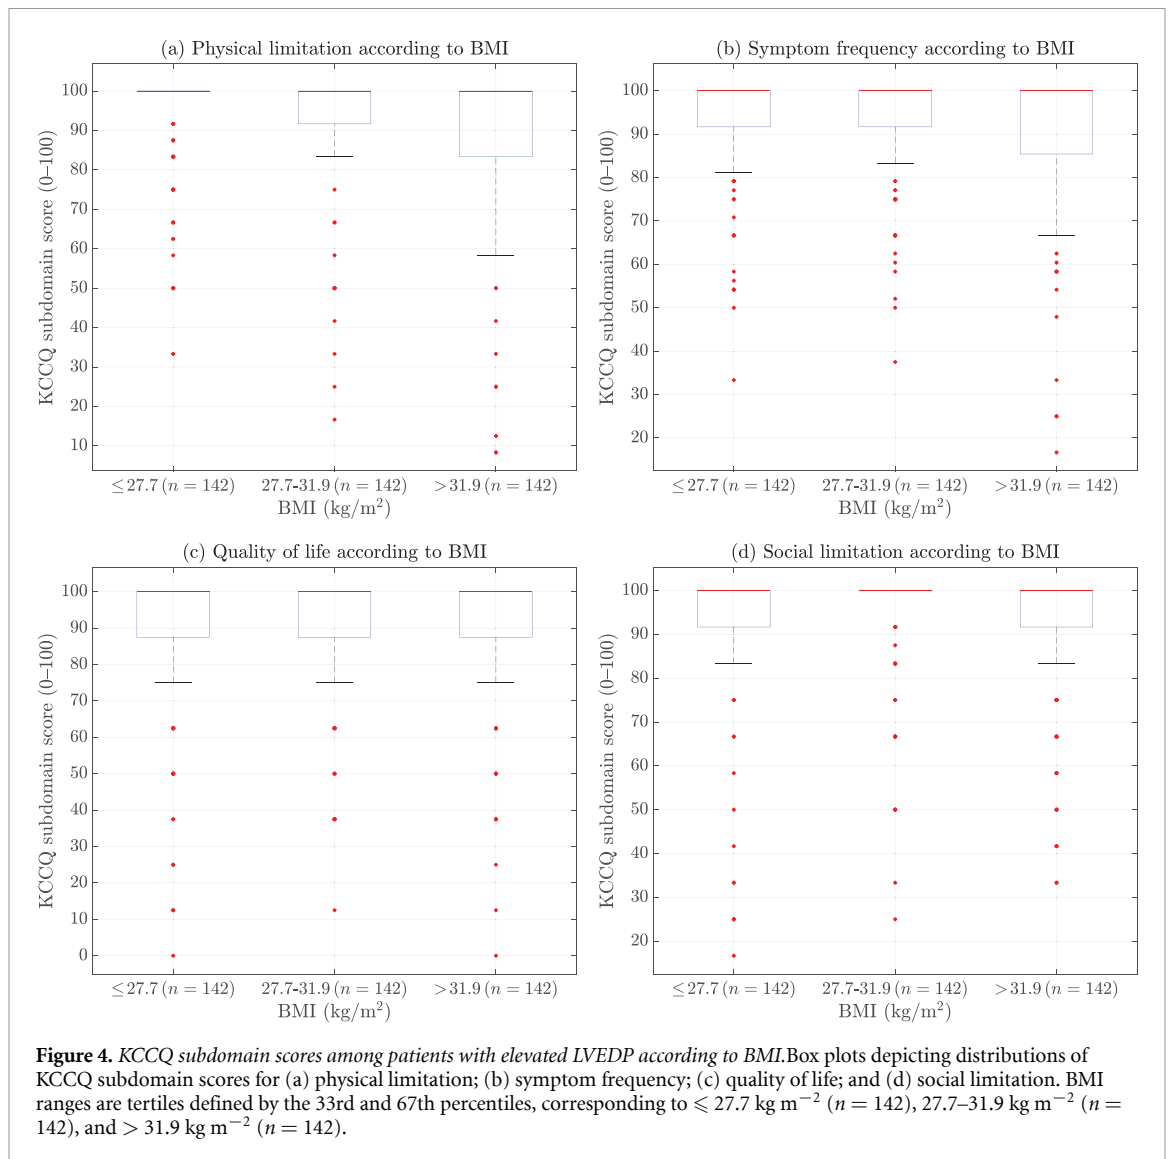 (a) Physical limitation according to BMI
KCCQ subdomain score (0–100)
100
90
80
70
60
50
40
30
20
10
≤27.7 (n = 142) 27.7-31.9 (n = 142) >31.9 (n = 142)
BMI (kg/m²)
(b) Symptom frequency according to BMI
KCCQ subdomain score (0–100)
100
90
80
70
60
50
40
30
20
≤27.7 (n = 142) 27.7-31.9 (n = 142) >31.9 (n = 142)
BMI (kg/m²)
(c) Quality of life according to BMI
KCCQ subdomain score (0–100)
100
90
80
70
60
50
40
30
20
10
0
≤27.7 (n = 142) 27.7-31.9 (n = 142) >31.9 (n = 142)
BMI (kg/m²)
(d) Social limitation according to BMI
KCCQ subdomain score (0–100)
100
90
80
70
60
50
40
30
20
≤27.7 (n = 142) 27.7-31.9 (n = 142) >31.9 (n = 142)
BMI (kg/m²)
Figure 4. KCCQ subdomain scores among patients with elevated LVEDP according to BMI.Box plots depicting distributions of
KCCQ subdomain scores for (a) physical limitation; (b) symptom frequency; (c) quality of life; and (d) social limitation. BMI
ranges are tertiles defined by the 33rd and 67th percentiles, corresponding to ⩽ 27.7 kg m⁻² (n = 142), 27.7–31.9 kg m⁻² (n =
142), and > 31.9 kg m⁻² (n = 142).